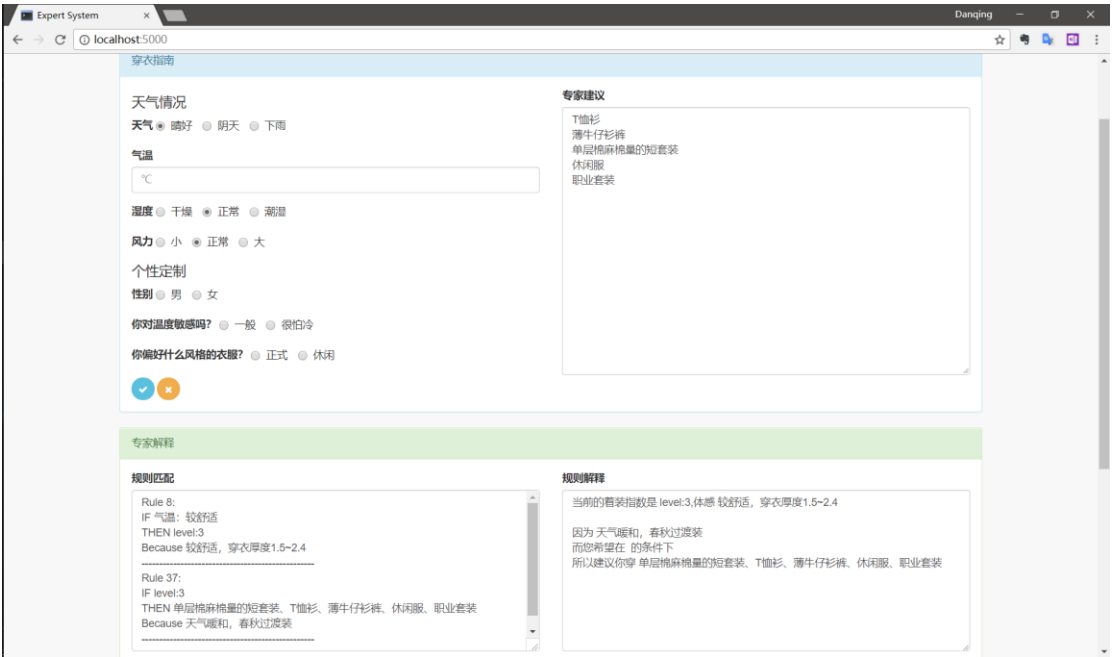 Expert System
Danqing
localhost:5000
穿衣指南
天气情况
天气 晴好 阴天 下雨
气温
℃
湿度 干燥 正常 潮湿
风力 小 正常 大
个性定制
性别 男 女
你对温度敏感吗? 一般 很怕冷
你偏好什么风格的衣服? 正式 休闲
专家建议
T恤衫
薄牛仔衫裤
单层棉麻棉量的短套装
休闲服
职业套装
专家解释
规则匹配
Rule 8:
IF 气温：较舒适
THEN level:3
Because 较舒适，穿衣厚度1.5~2.4
--------------------------------------------------
Rule 37:
IF level:3
THEN 单层棉麻棉量的短套装、T恤衫、薄牛仔衫裤、休闲服、职业套装
Because 天气暖和，春秋过渡装
--------------------------------------------------
规则解释
当前的着装指数是 level:3,体感 较舒适，穿衣厚度1.5~2.4
因为 天气暖和，春秋过渡装
而您希望在 的条件下
所以建议你穿 单层棉麻棉量的短套装、T恤衫、薄牛仔衫裤、休闲服、职业套装